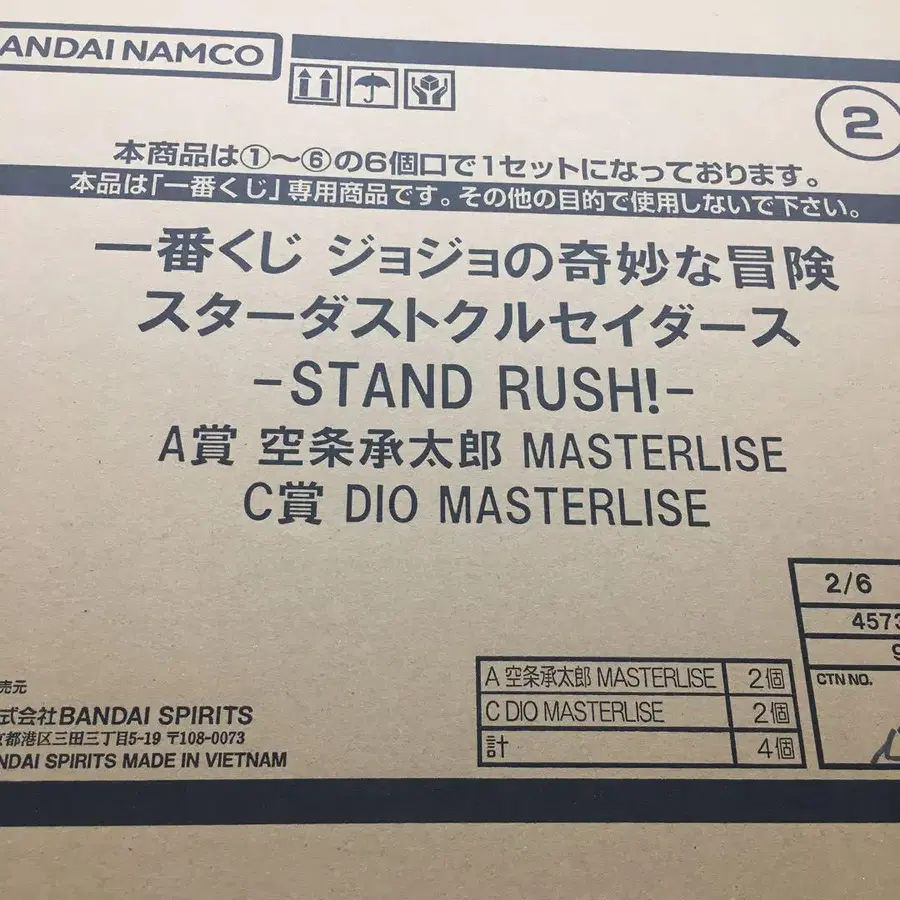 ANDAI NAMCO
2
本商品は①〜⑥の6個口で1セットになっております。
本品は「一番くじ」専用商品です。その他の目的で使用しないで下さい。
一番くじ ジョジョの奇妙な冒険
スターダストクルセイダース
-STAND RUSH!-
A賞 空条承太郎 MASTERLISE
C賞 DIO MASTERLISE
2/6
4573
9
CTN NO.
A 空条承太郎 MASTERLISE 2個
C DIO MASTERLISE 2個
計 4個
売元
式会社BANDAI SPIRITS
京都港区三田三丁目5-19 〒108-0073
NDAI SPIRITS MADE IN VIETNAM